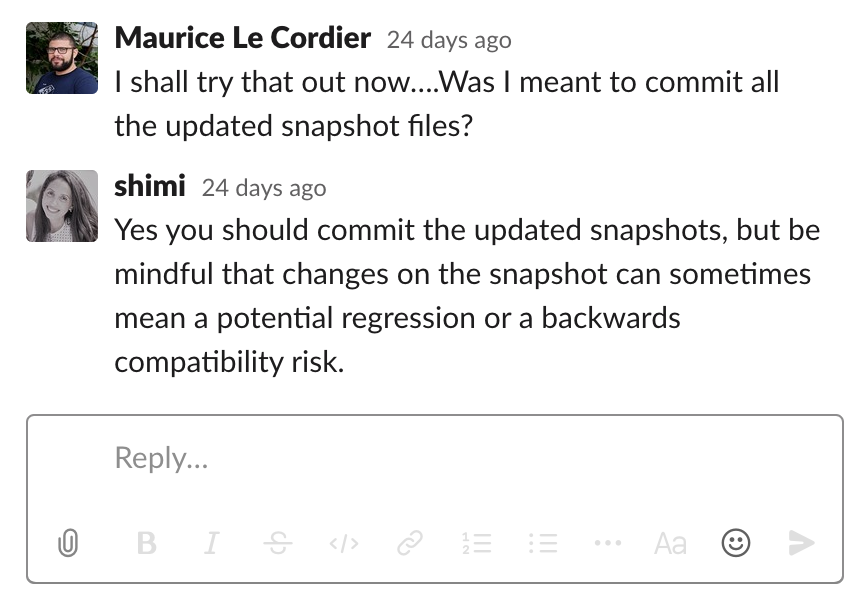 Maurice Le Cordier 24 days ago
I shall try that out now....Was I meant to commit all
the updated snapshot files?
shimi 24 days ago
Yes you should commit the updated snapshots, but be
mindful that changes on the snapshot can sometimes
mean a potential regression or a backwards
compatibility risk.
Reply...
B I S </> 1 2 Aa